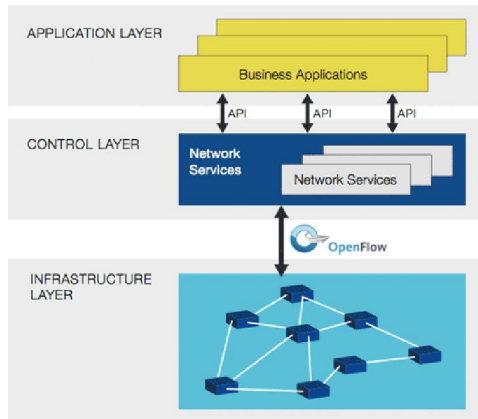 APPLICATION LAYER
Business Applications
API
API
API
CONTROL LAYER
Network
Services
Network Services
OpenFlow
INFRASTRUCTURE
LAYER